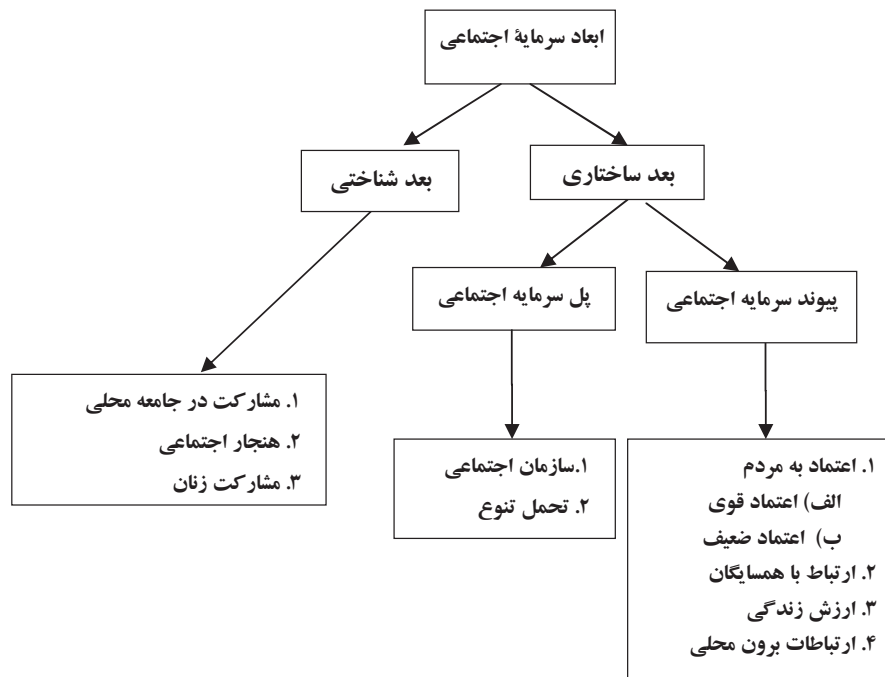 ابعاد سرمایهٔ اجتماعی
بعد ساختاری
بعد شناختی
پیوند سرمایه اجتماعی
پل سرمایه اجتماعی
۱. اعتماد به مردم
الف) اعتماد قوی
ب) اعتماد ضعیف
۲. ارتباط با همسایگان
۳. ارزش زندگی
۴. ارتباطات برون محلی
۱.سازمان اجتماعی
۲. تحمل تنوع
۱. مشارکت در جامعه محلی
۲. هنجار اجتماعی
۳. مشارکت زنان